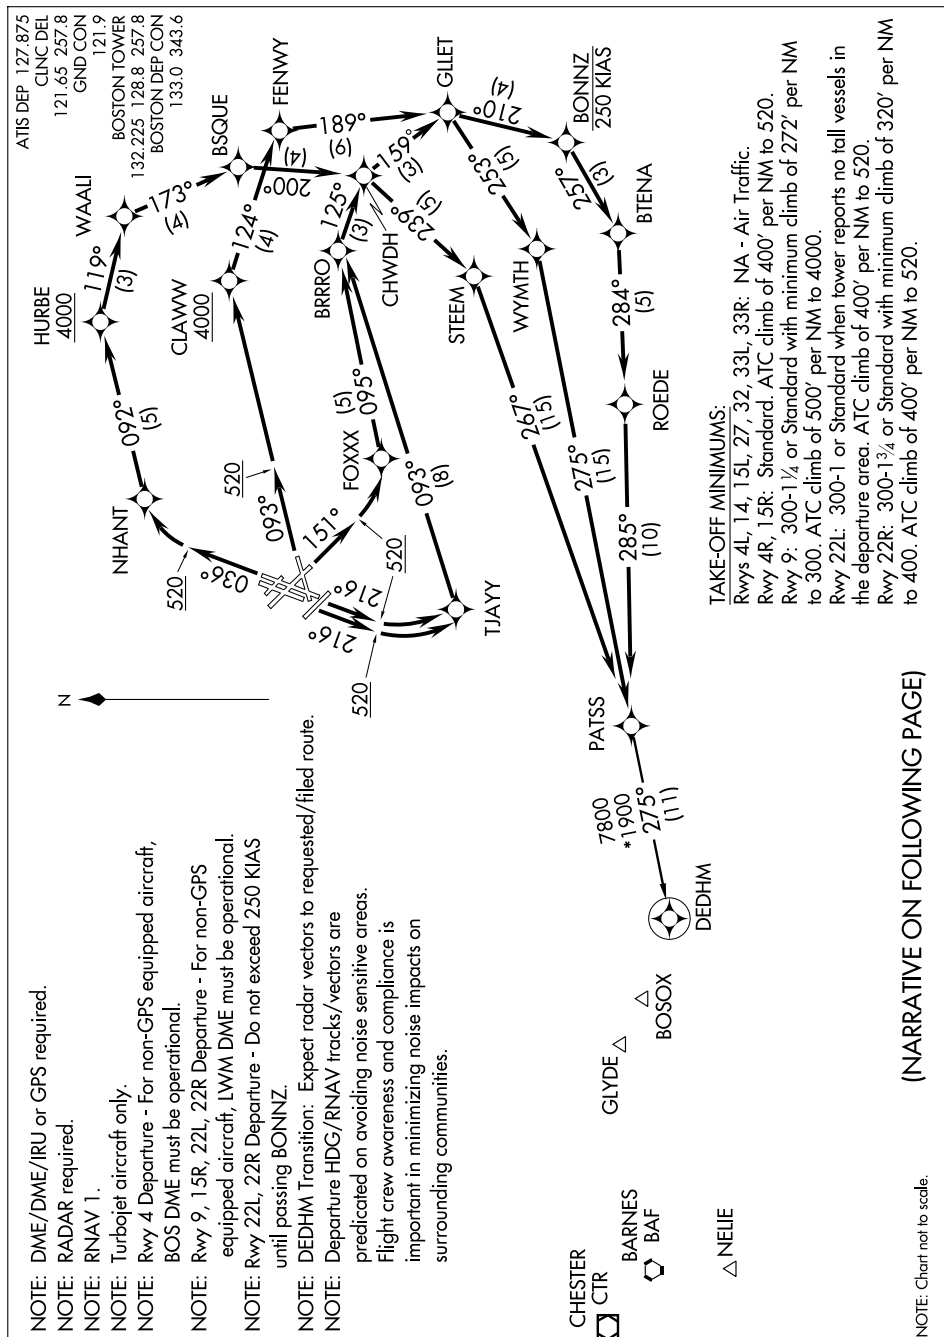 ATIS DEP 127.875
CLNC DEL
121.65 257.8
GND CON
121.9
BOSTON TOWER
132.225 128.8 257.8
BOSTON DEP CON
133.0 343.6
NOTE: DME/DME/IRU or GPS required.
NOTE: RADAR required.
NOTE: RNAV 1.
NOTE: Turbojet aircraft only.
NOTE: Rwy 4 Departure - For non-GPS equipped aircraft,
BOS DME must be operational.
NOTE: Rwy 9, 15R, 22L, 22R Departure - For non-GPS
equipped aircraft, LWM DME must be operational.
NOTE: Rwy 22L, 22R Departure - Do not exceed 250 KIAS
until passing BONNZ.
NOTE: DEDHM Transition: Expect radar vectors to requested/filed route.
NOTE: Departure HDG/RNAV tracks/vectors are
predicated on avoiding noise sensitive areas.
Flight crew awareness and compliance is
important in minimizing noise impacts on
surrounding communities.
N
NHANT
092°
(5)
HURBE
4000
119°
(3)
WAALI
173°
(4)
BSQUE
200°
(4)
036°
520
093°
520
CLAWW
4000
124°
(4)
FENWY
189°
(6)
151°
520
FOXXX
095°
(5)
BRRRO
125°
(3)
CHWDH
159°
(3)
GLLET
216°
216°
520
TJAYY
093°
(8)
239°
(5)
STEEM
267°
(15)
253°
(5)
WYMTH
275°
(15)
210°
(4)
BONNZ
250 KIAS
257°
(3)
BTENA
284°
(5)
ROEDE
285°
(10)
PATSS
7800
*1900
275°
(11)
DEDHM
BOSOX
GLYDE
CHESTER
CTR
BARNES
BAF
NELIE
TAKE-OFF MINIMUMS:
Rwys 4L, 14, 15L, 27, 32, 33L, 33R: NA - Air Traffic.
Rwy 4R, 15R: Standard. ATC climb of 400' per NM to 520.
Rwy 9: 300-1¼ or Standard with minimum climb of 272' per NM
to 300. ATC climb of 500' per NM to 4000.
Rwy 22L: 300-1 or Standard when tower reports no tall vessels in
the departure area. ATC climb of 400' per NM to 520.
Rwy 22R: 300-1¾ or Standard with minimum climb of 320' per NM
to 400. ATC climb of 400' per NM to 520.
(NARRATIVE ON FOLLOWING PAGE)
NOTE: Chart not to scale.